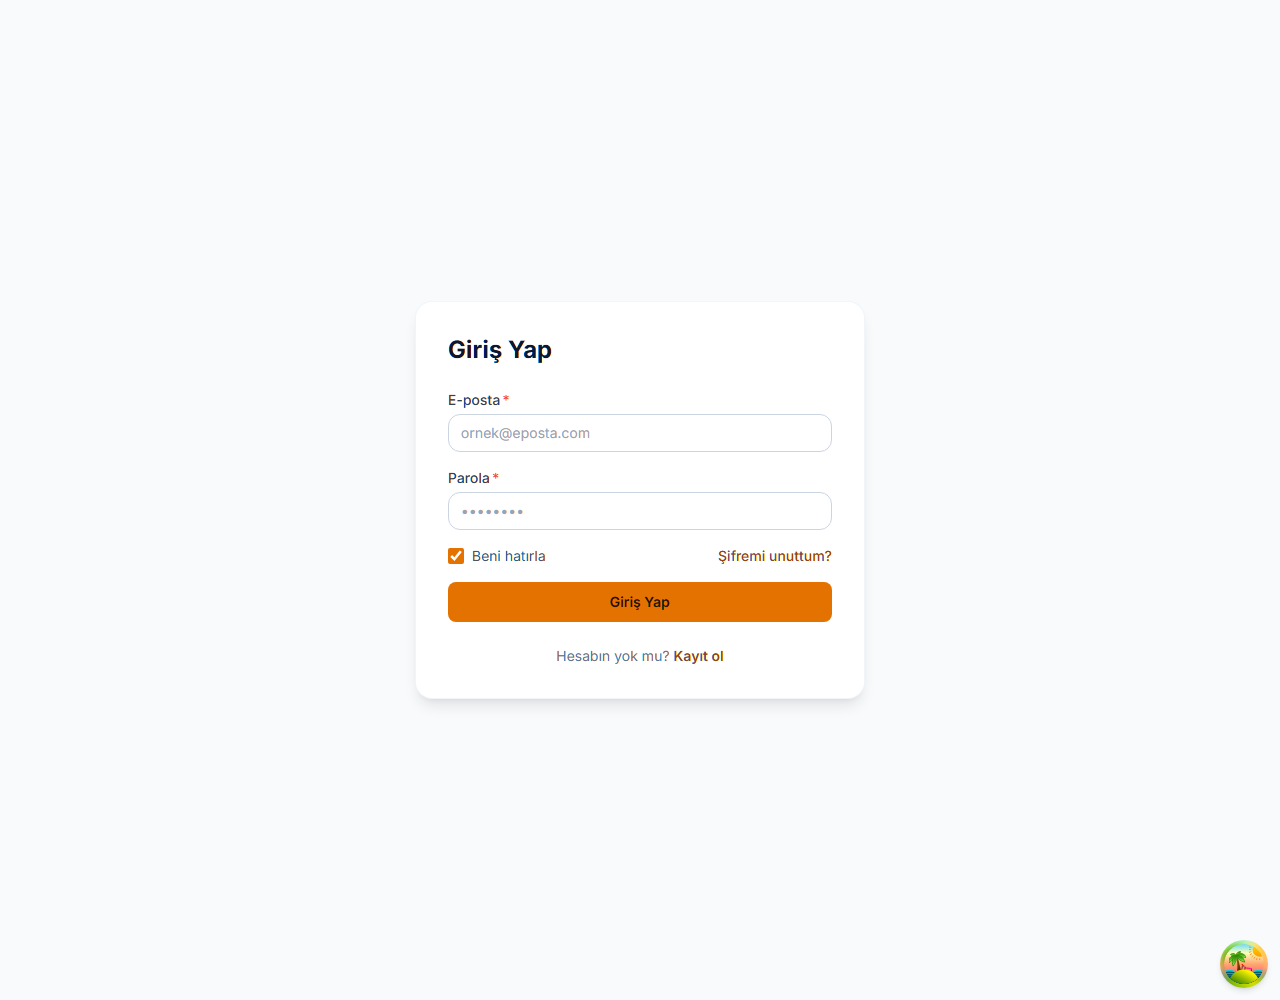 Giriş Yap
E-posta*
ornek@eposta.com
Parola*
••••••••
Beni hatırla
Şifremi unuttum?
Giriş Yap
Hesabın yok mu? Kayıt ol